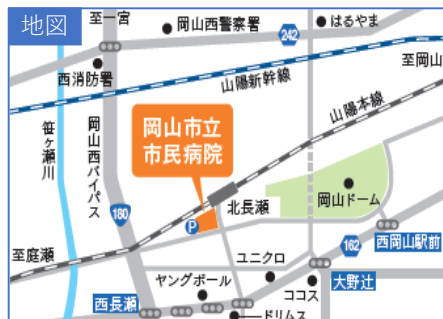 地図
至一宮
岡山西警察署
はるやま
242
西消防署
至岡山
山陽新幹線
山陽本線
笹ヶ瀬川
岡山西バイパス
岡山市立
市民病院
180
北長瀬
岡山ドーム
P
至庭瀬
162
西岡山駅前
ユニクロ
ヤングボール
大野辻
西長瀬
ココス
ドリムス